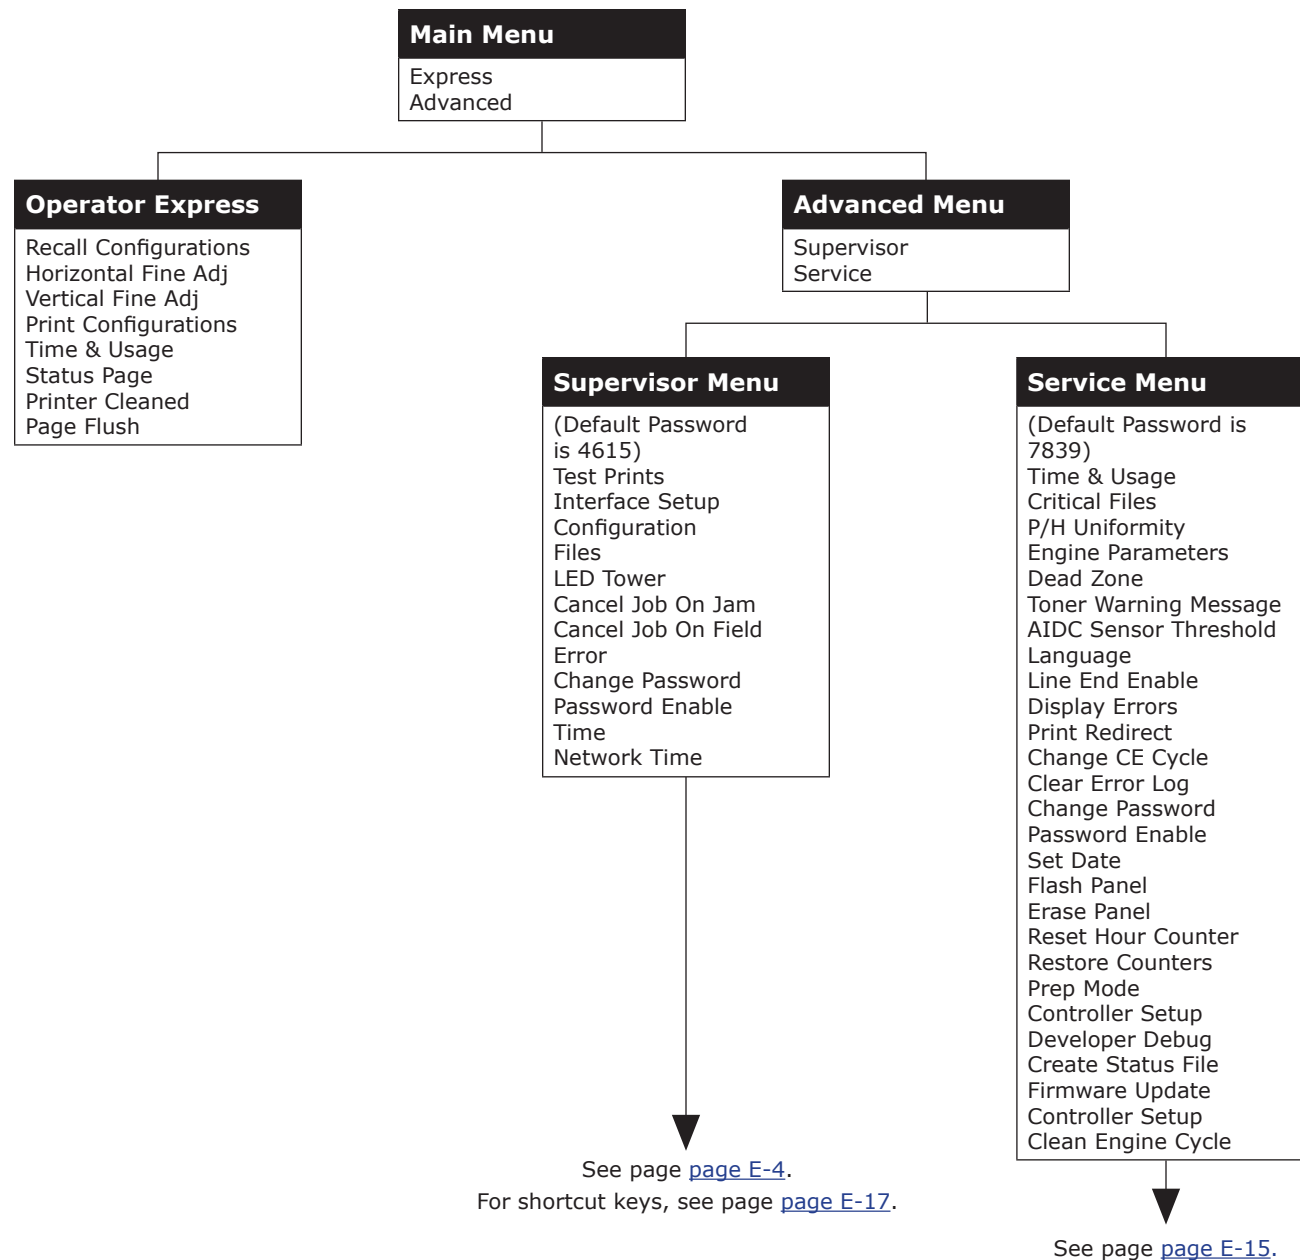 Main Menu
Express
Advanced
Operator Express
Recall Configurations
Horizontal Fine Adj
Vertical Fine Adj
Print Configurations
Time & Usage
Status Page
Printer Cleaned
Page Flush
Advanced Menu
Supervisor
Service
Supervisor Menu
(Default Password
is 4615)
Test Prints
Interface Setup
Configuration
Files
LED Tower
Cancel Job On Jam
Cancel Job On Field
Error
Change Password
Password Enable
Time
Network Time
See page page E-4.
For shortcut keys, see page page E-17.
Service Menu
(Default Password is
7839)
Time & Usage
Critical Files
P/H Uniformity
Engine Parameters
Dead Zone
Toner Warning Message
AIDC Sensor Threshold
Language
Line End Enable
Display Errors
Print Redirect
Change CE Cycle
Clear Error Log
Change Password
Password Enable
Set Date
Flash Panel
Erase Panel
Reset Hour Counter
Restore Counters
Prep Mode
Controller Setup
Developer Debug
Create Status File
Firmware Update
Controller Setup
Clean Engine Cycle
See page page E-15.